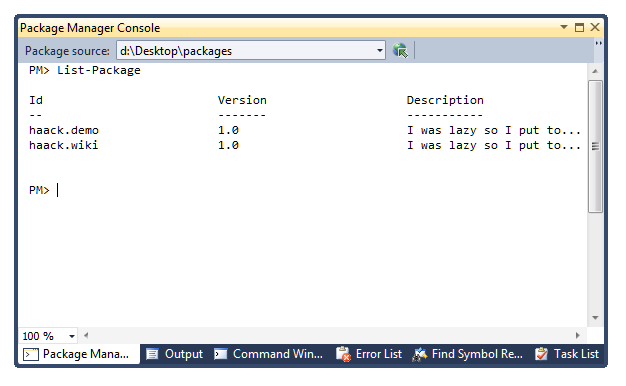 Package Manager Console
Package source: d:\Desktop\packages
PM> List-Package
Id Version Description
-- ------- -----------
haack.demo 1.0 I was lazy so I put to...
haack.wiki 1.0 I was lazy so I put to...
PM>
100 %
Package Mana... Output Command Win... Error List Find Symbol Re... Task List